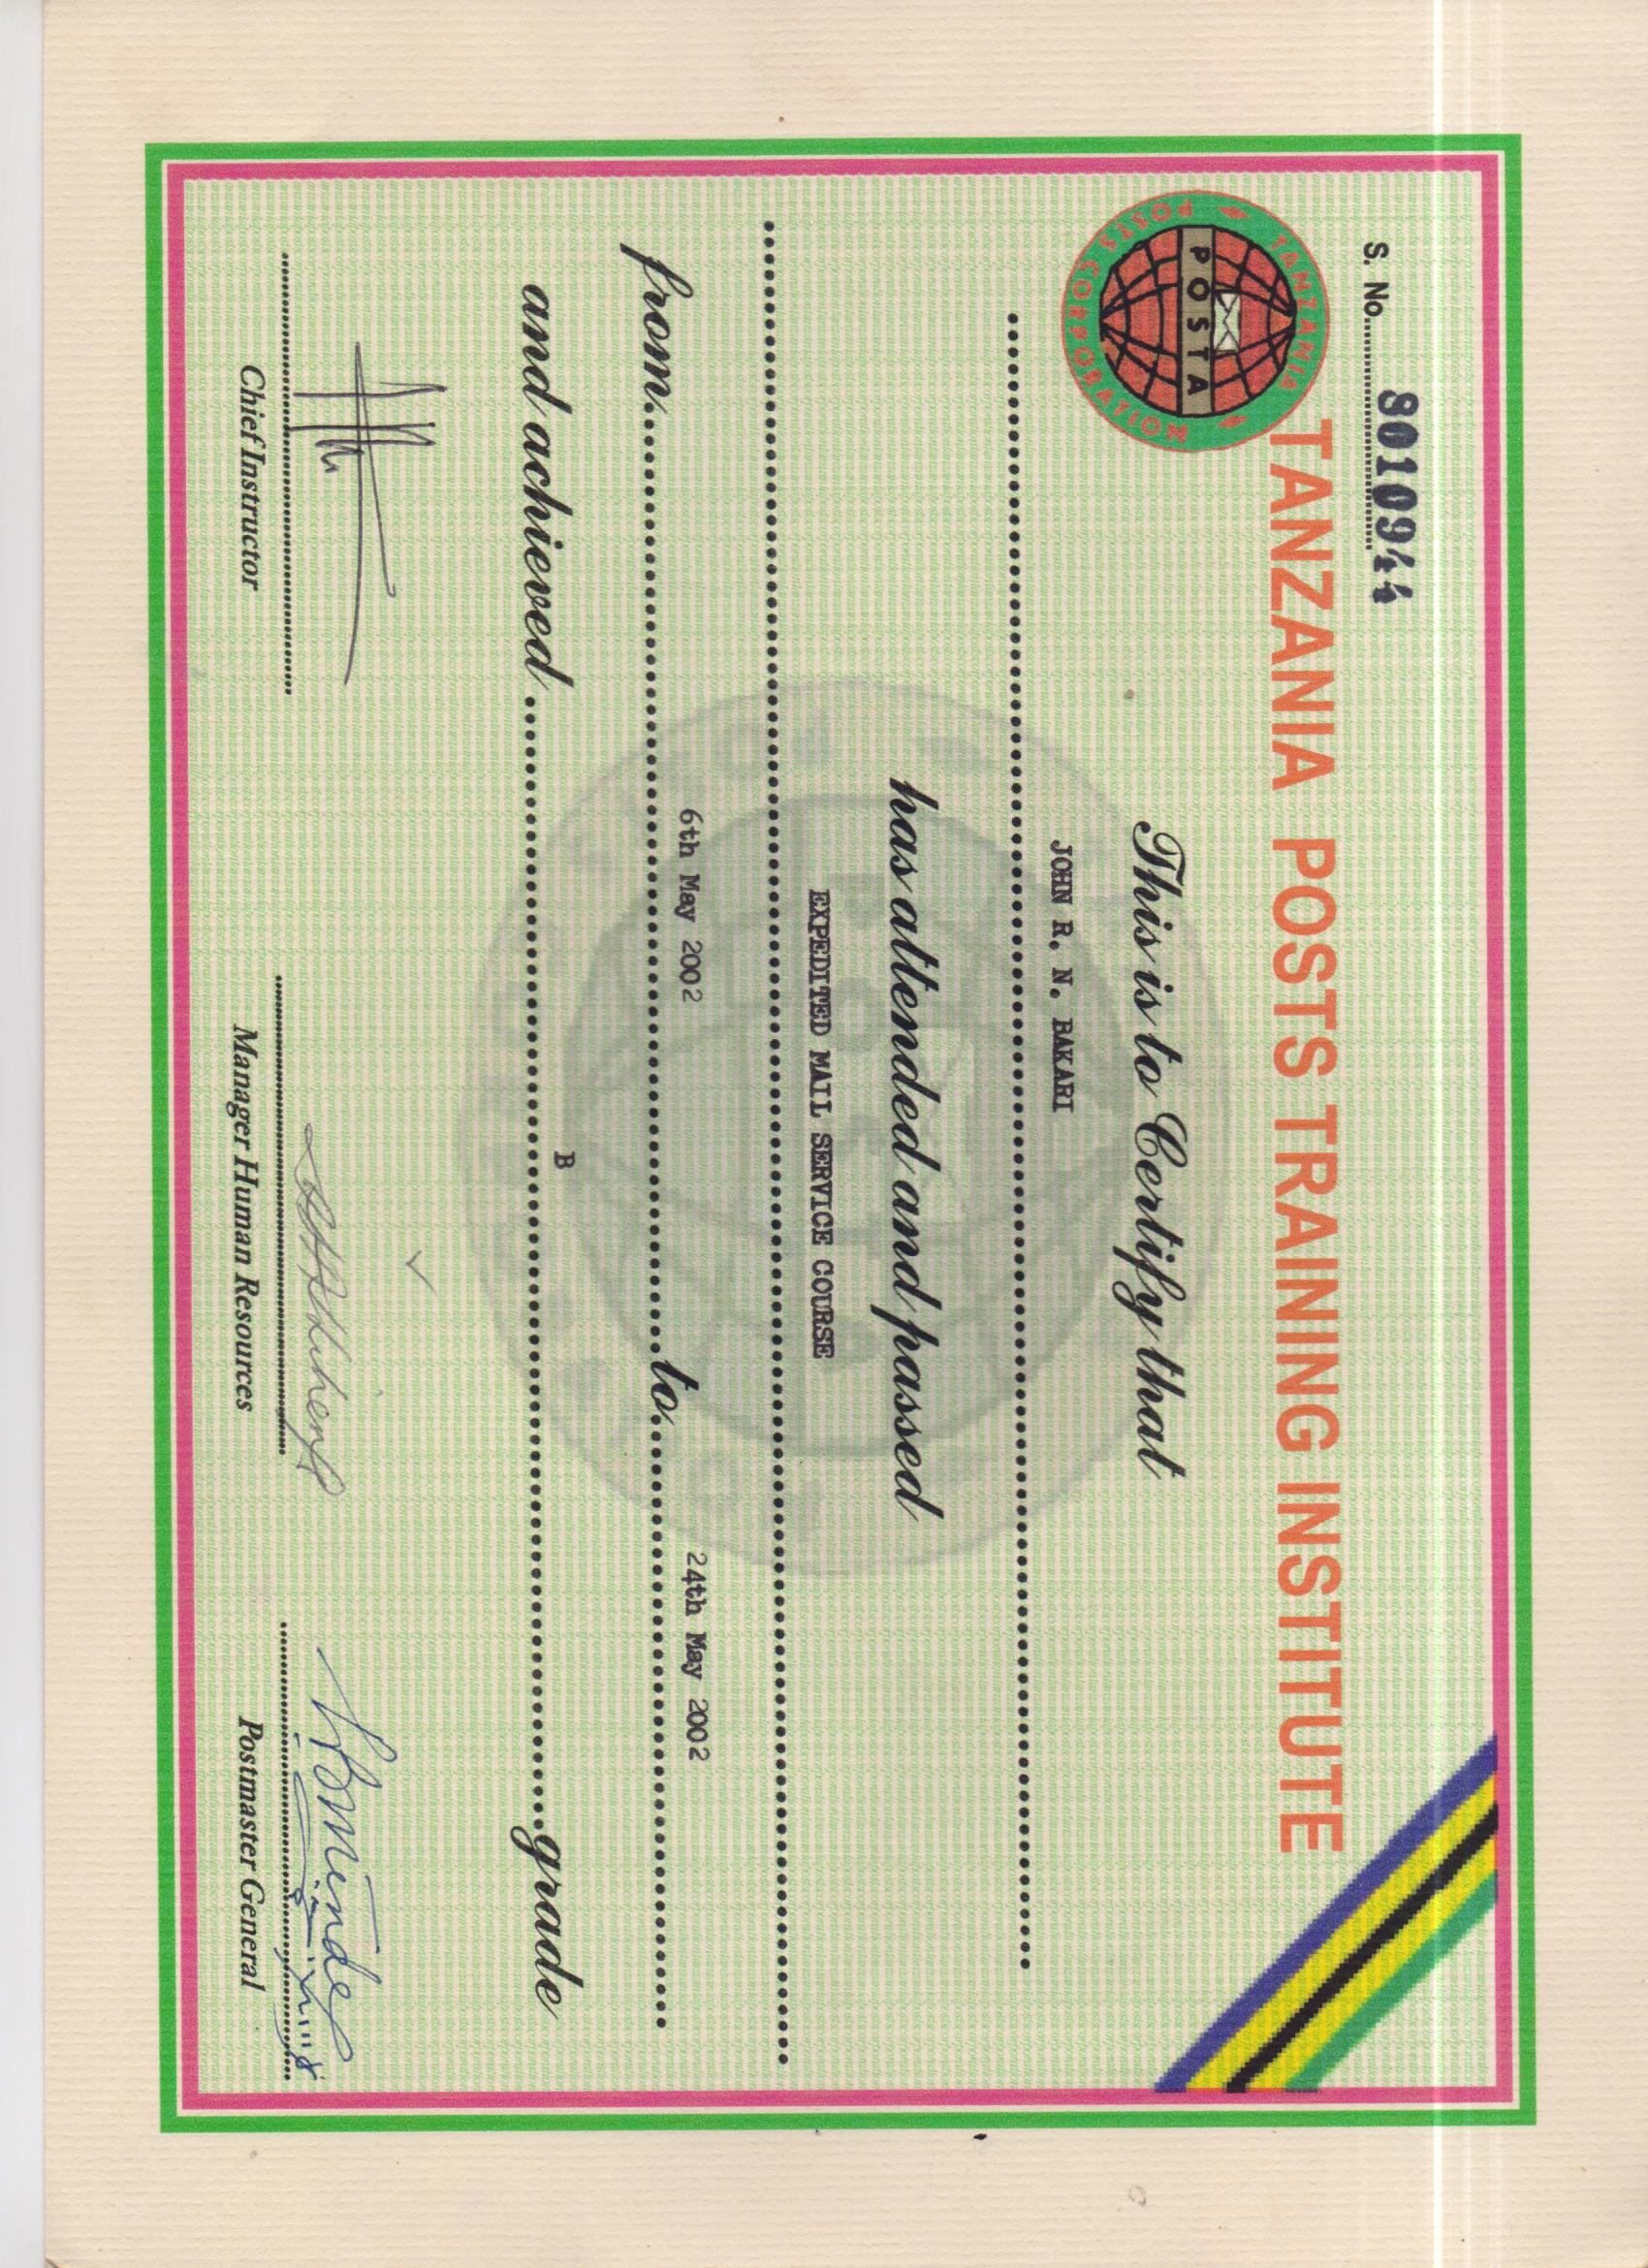 S. No. 8010944
TANZANIA POSTS TRAINING INSTITUTE
TANZANIA POSTS CORPORATION
POSTA
This is to Certify that
JOHN R. N. BAKARI
has attended and passed
EXPEDITED MAIL SERVICE COURSE
from 6th May 2002 to 24th May 2002
and achieved B grade
Chief Instructor
Manager Human Resources
Postmaster General